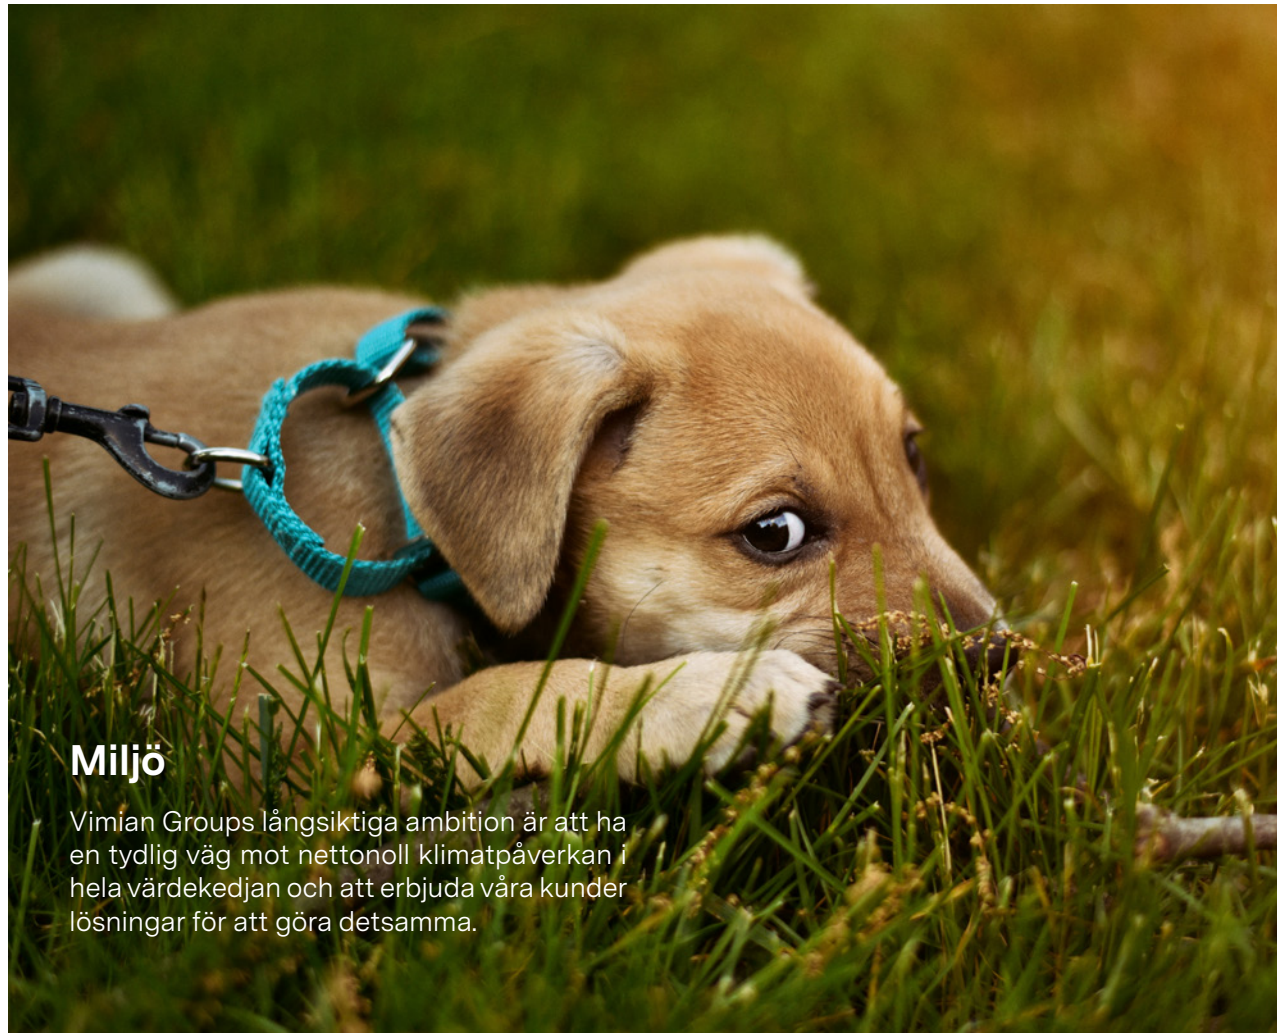 Miljö
Vimian Groups långsiktiga ambition är att ha
en tydlig väg mot nettonoll klimatpåverkan i
hela värdekedjan och att erbjuda våra kunder
lösningar för att göra detsamma.